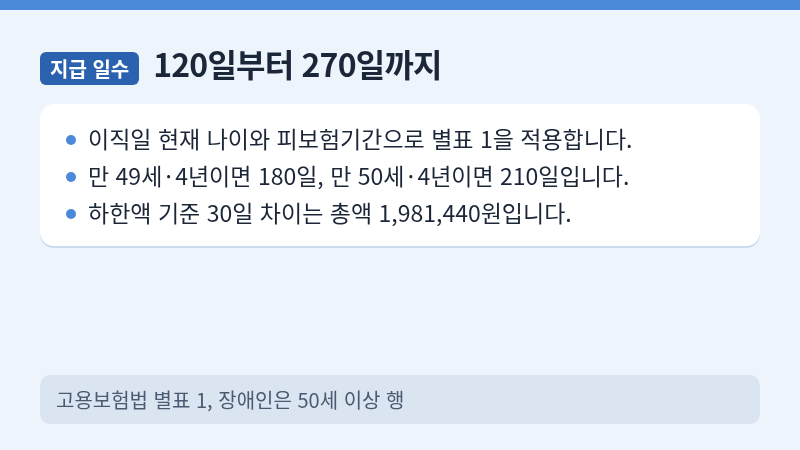 지급 일수 120일부터 270일까지
이직일 현재 나이와 피보험기간으로 별표 1을 적용합니다.
만 49세·4년이면 180일, 만 50세·4년이면 210일입니다.
하한액 기준 30일 차이는 총액 1,981,440원입니다.
고용보험법 별표 1, 장애인은 50세 이상 행